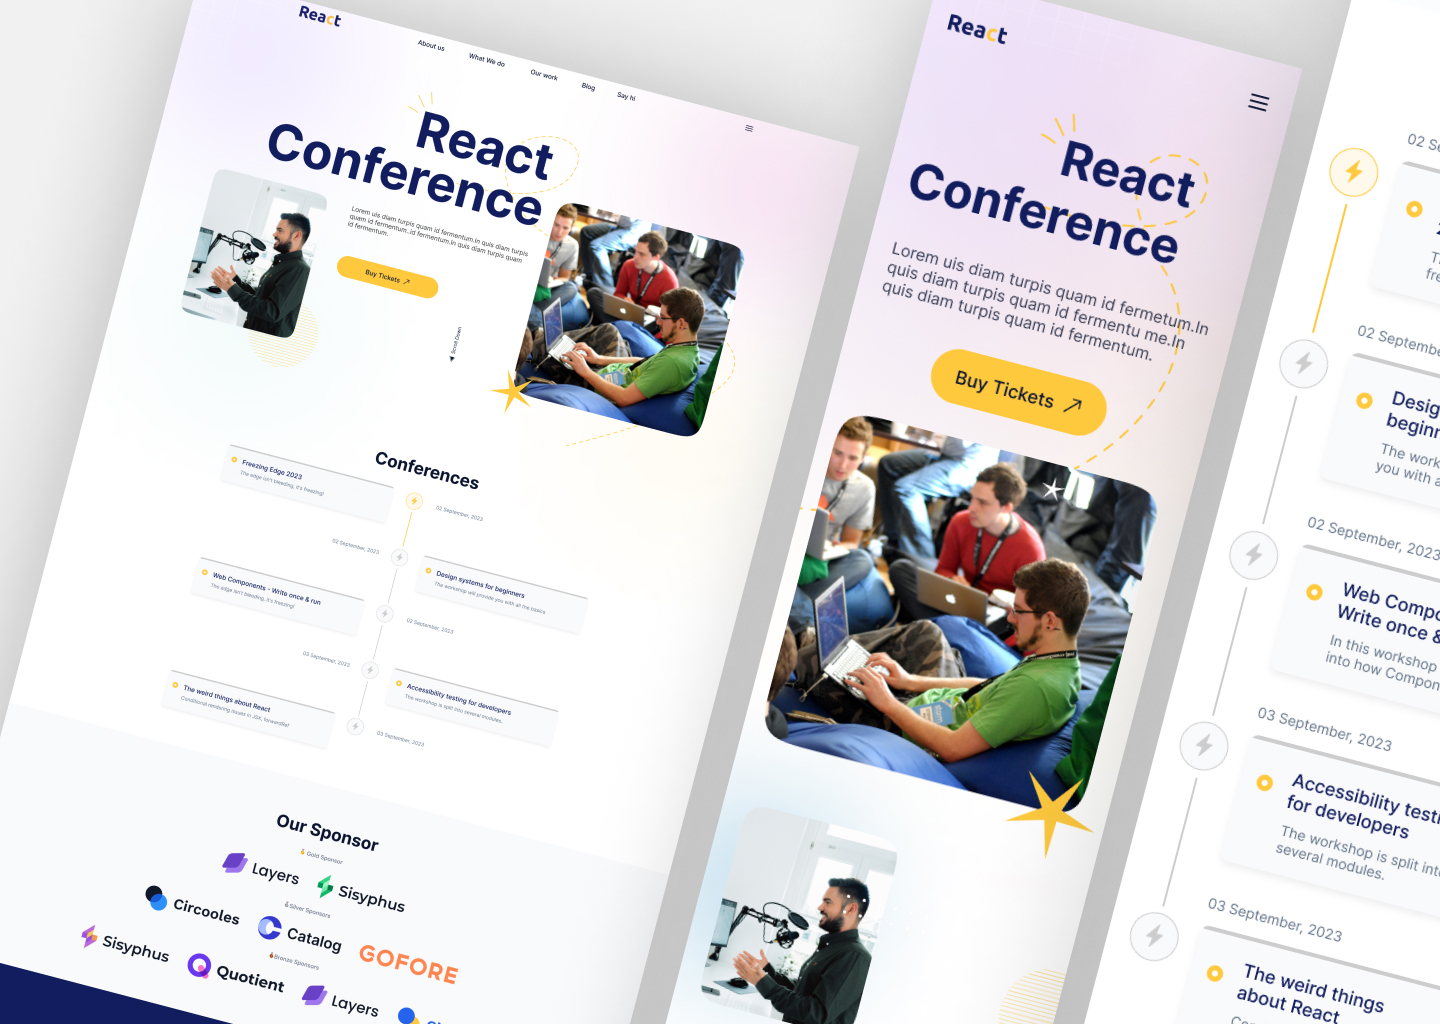 React
About us
What We do
Our work
Blog
Say hi
React
Conference
Lorem uis diam turpis quam id fermentum.In quis diam turpis
quam id fermentum..id fermentum.In quis diam turpis quam
id fermentum.
Buy Tickets
Scroll Down
Conferences
Freezing Edge 2023
The edge isn't bleeding, it's freezing!
02 September, 2023
02 September, 2023
Design systems for beginners
The workshop will provide you with all the basics
Web Components - Write once & run
The edge isn't bleeding, it's freezing!
02 September, 2023
03 September, 2023
Accessibility testing for developers
The workshop is split into several modules.
The weird things about React
Conditional rendering issues in JSX, forwardRef
03 September, 2023
Our Sponsor
Gold Sponsor
Layers
Sisyphus
Silver Sponsors
Circooles
Catalog
GOFORE
Bronze Sponsors
Sisyphus
Quotient
Layers
React
React
Conference
Lorem uis diam turpis quam id fermetum.In
quis diam turpis quam id fermentu me.In
quis diam turpis quam id fermentum.
Buy Tickets
02 Se
02 Septembe
Desig
beginn
The work
you with a
02 September, 2023
Web Compo
Write once &
In this workshop
into how Compon
03 September, 2023
Accessibility testi
for developers
The workshop is split into
several modules.
03 September, 2023
The weird things
about React